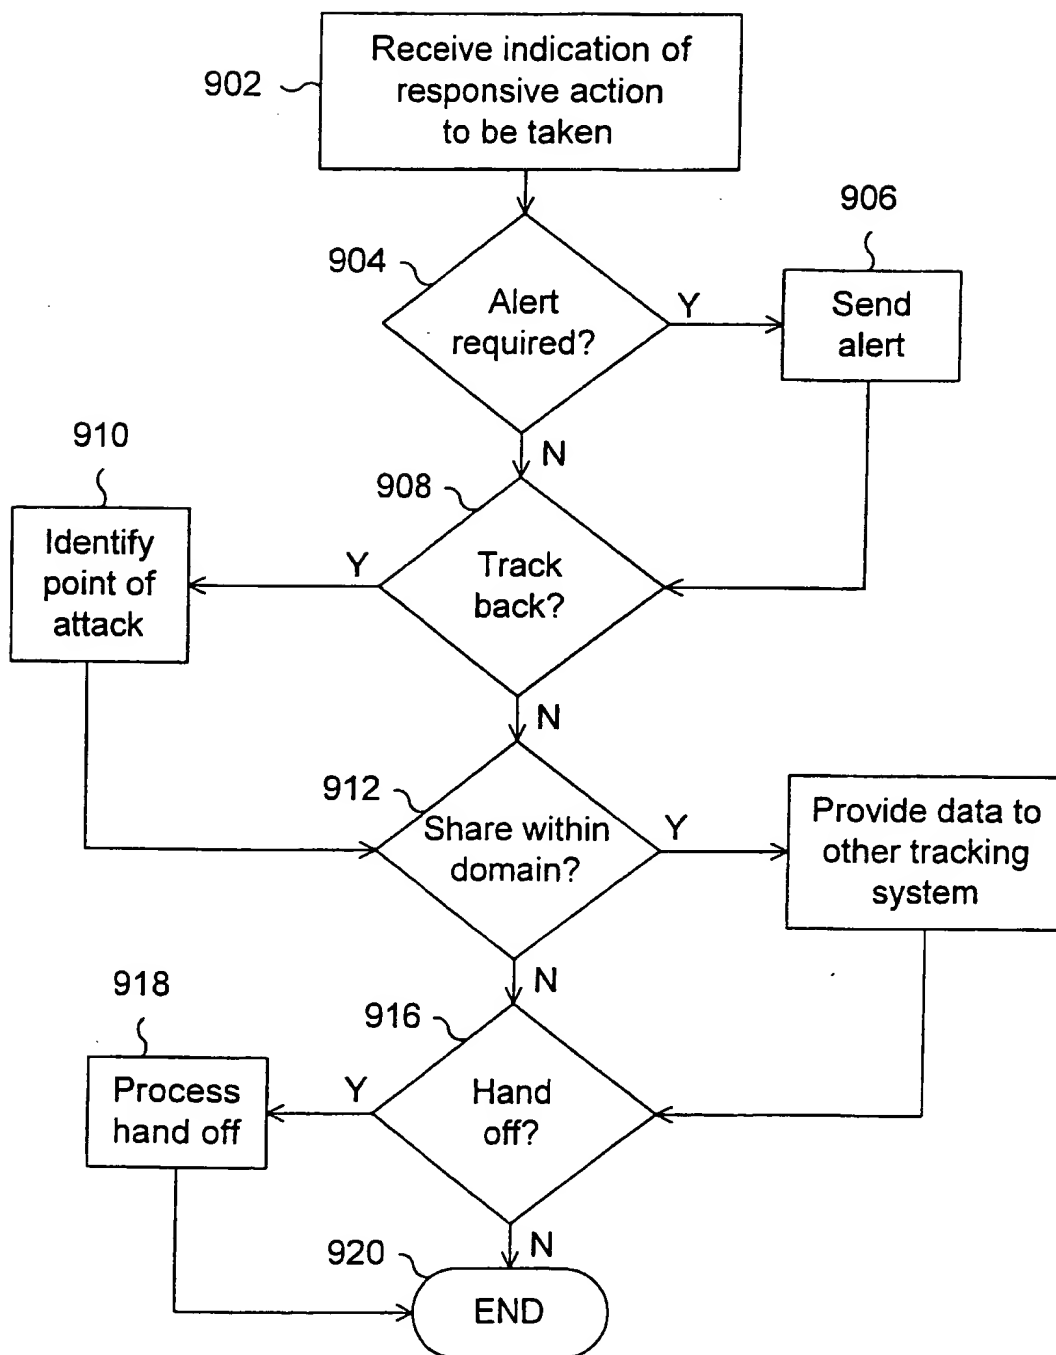 Receive indication of
responsive action
to be taken
902
904
Alert
required?
Y
N
906
Send
alert
908
Track
back?
Y
N
910
Identify
point of
attack
912
Share within
domain?
Y
N
Provide data to
other tracking
system
916
Hand
off?
Y
N
918
Process
hand off
920
END